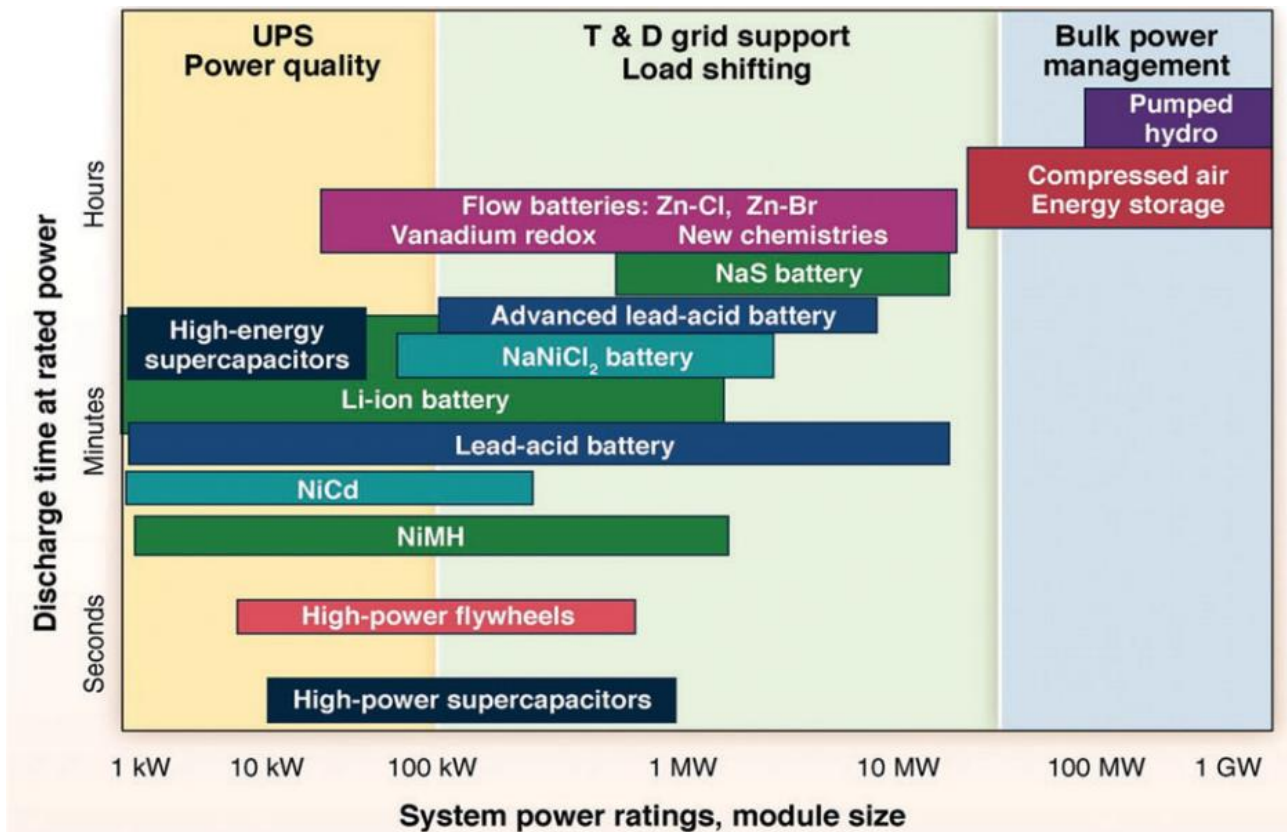 UPS
Power quality
T & D grid support
Load shifting
Bulk power
management
Pumped
hydro
Compressed air
Energy storage
Flow batteries: Zn-Cl, Zn-Br
Vanadium redox New chemistries
NaS battery
Advanced lead-acid battery
High-energy
supercapacitors
NaNiCl₂ battery
Li-ion battery
Lead-acid battery
NiCd
NiMH
High-power flywheels
High-power supercapacitors
Discharge time at rated power
Hours
Minutes
Seconds
1 kW 10 kW 100 kW 1 MW 10 MW 100 MW 1 GW
System power ratings, module size